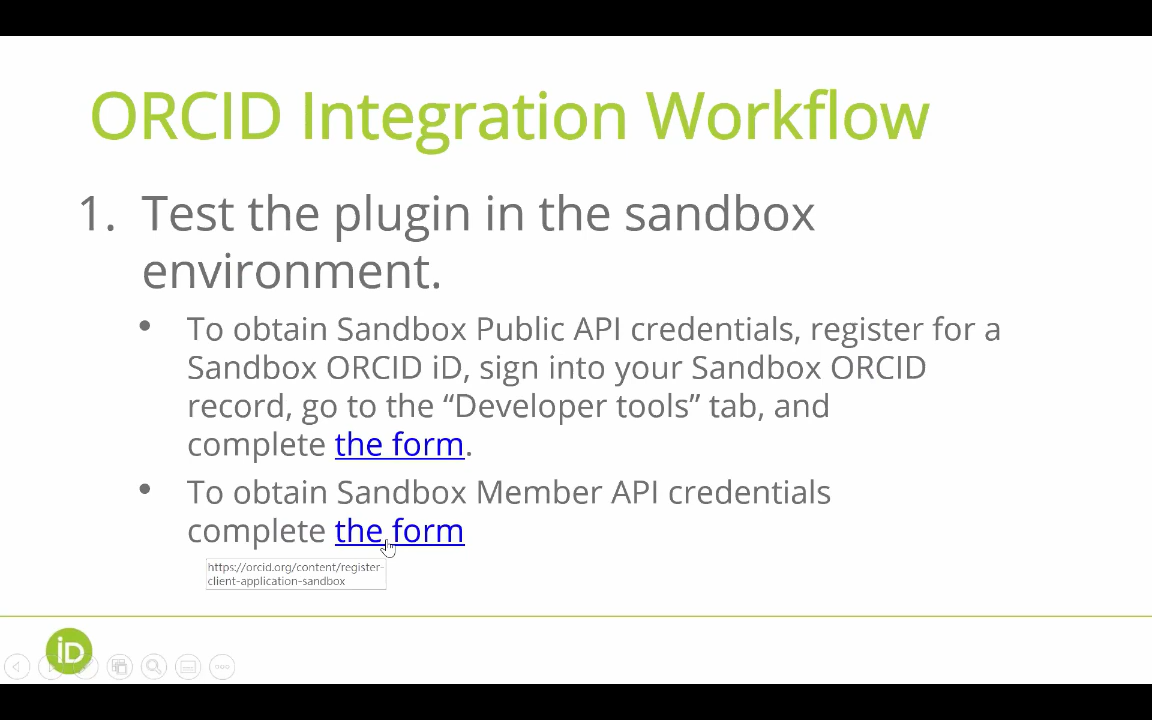 ORCID Integration Workflow
1. Test the plugin in the sandbox
environment.
• To obtain Sandbox Public API credentials, register for a
Sandbox ORCID iD, sign into your Sandbox ORCID
record, go to the “Developer tools” tab, and
complete the form.
• To obtain Sandbox Member API credentials
complete the form
https://orcid.org/content/register-
client-application-sandbox
iD